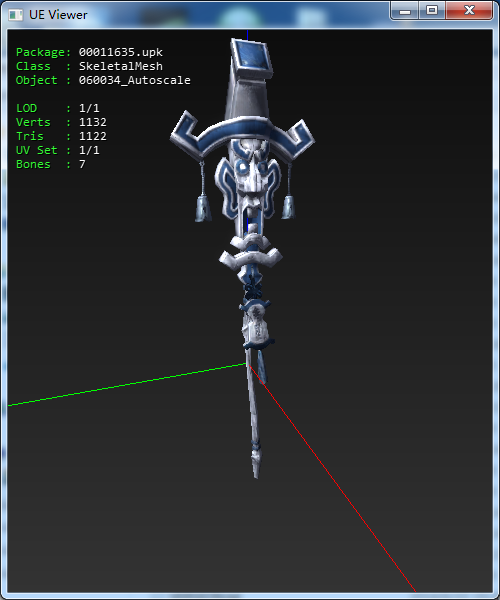 UE Viewer
Package: 00011635.upk
Class  : SkeletalMesh
Object : 060034_Autoscale
LOD    : 1/1
Verts  : 1132
Tris   : 1122
UV Set : 1/1
Bones  : 7